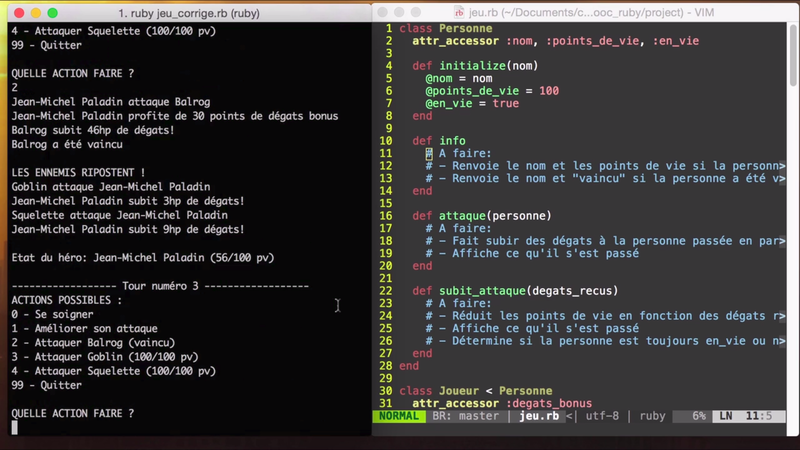 1. ruby jeu_corrige.rb (ruby)
4 - Attaquer Squelette (100/100 pv)
99 - Quitter
QUELLE ACTION FAIRE ?
2
Jean-Michel Paladin attaque Balrog
Jean-Michel Paladin profite de 30 points de dégats bonus
Balrog subit 46hp de dégats!
Balrog a été vaincu
LES ENNEMIS RIPOSTENT !
Goblin attaque Jean-Michel Paladin
Jean-Michel Paladin subit 3hp de dégats!
Squelette attaque Jean-Michel Paladin
Jean-Michel Paladin subit 9hp de dégats!
Etat du héro: Jean-Michel Paladin (56/100 pv)
------------------ Tour numéro 3 ------------------
ACTIONS POSSIBLES :
0 - Se soigner
1 - Améliorer son attaque
2 - Attaquer Balrog (vaincu)
3 - Attaquer Goblin (100/100 pv)
4 - Attaquer Squelette (100/100 pv)
99 - Quitter
QUELLE ACTION FAIRE ?
jeu.rb (~/Documents/c...ooc_ruby/project) - VIM
1 class Personne
2 attr_accessor :nom, :points_de_vie, :en_vie
3
4 def initialize(nom)
5 @nom = nom
6 @points_de_vie = 100
7 @en_vie = true
8 end
9
10 def info
11 # A faire:
12 # - Renvoie le nom et les points de vie si la personn>
13 # - Renvoie le nom et "vaincu" si la personne a été v>
14 end
15
16 def attaque(personne)
17 # A faire:
18 # - Fait subir des dégats à la personne passée en par>
19 # - Affiche ce qu'il s'est passé
20 end
21
22 def subit_attaque(degats_recus)
23 # A faire:
24 # - Réduit les points de vie en fonction des dégats r>
25 # - Affiche ce qu'il s'est passé
26 # - Détermine si la personne est toujours en_vie ou n>
27 end
28 end
29
30 class Joueur < Personne
31 attr_accessor :degats_bonus
NORMAL BR: master | jeu.rb <| utf-8 | ruby 6% LN 11:5